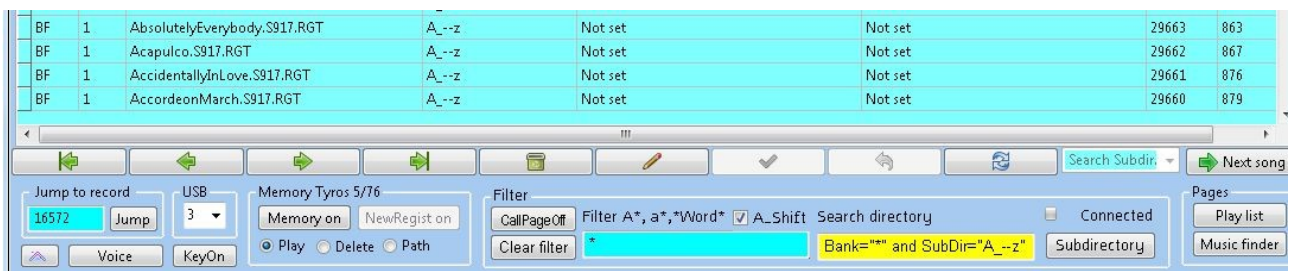 BF 1 AbsolutelyEverybody.S917.RGT A_--z Not set Not set 29663 863
BF 1 Acapulco.S917.RGT A_--z Not set Not set 29662 867
BF 1 AccidentallyInLove.S917.RGT A_--z Not set Not set 29661 876
BF 1 AccordeonMarch.S917.RGT A_--z Not set Not set 29660 879
Search Subdir. Next song
Jump to record USB Memory Tyros 5/76 Filter Pages
16572 Jump 3 Memory on NewRegist on CallPageOff Filter A*, a*,*Word* A_Shift Search directory Connected Play list
Voice KeyOn Play Delete Path Clear filter * Bank="*" and SubDir="A_--z" Subdirectory Music finder